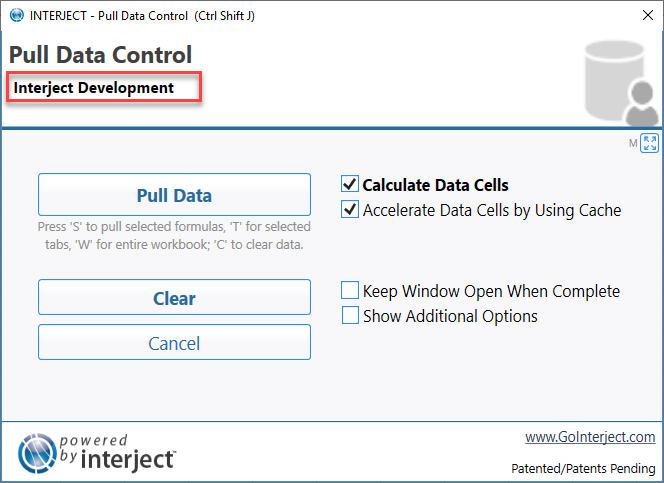 INTERJECT - Pull Data Control (Ctrl Shift J)
Pull Data Control
Interject Development
M
Pull Data
Press 'S' to pull selected formulas, 'T' for selected
tabs, 'W' for entire workbook; 'C' to clear data.
Calculate Data Cells
Accelerate Data Cells by Using Cache
Clear
Cancel
Keep Window Open When Complete
Show Additional Options
powered
by interject™
www.GoInterject.com
Patented/Patents Pending